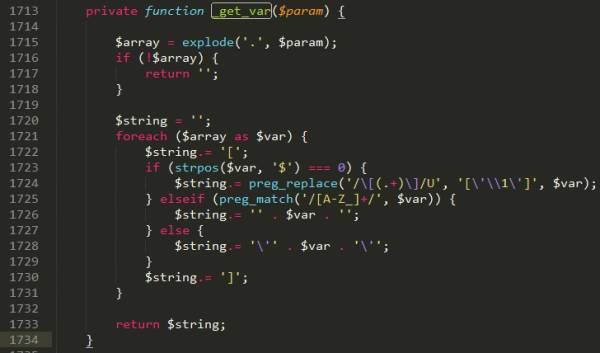 1713 private function _get_var($param) {
1714
1715 $array = explode('.', $param);
1716 if (!$array) {
1717 return '';
1718 }
1719
1720 $string = '';
1721 foreach ($array as $var) {
1722 $string.= '[';
1723 if (strpos($var, '$') === 0) {
1724 $string.= preg_replace('/\[(.+)\]/U', '[\'\\1\']', $var);
1725 } elseif (preg_match('/[A-Z_]+/', $var)) {
1726 $string.= '' . $var . '';
1727 } else {
1728 $string.= '\'' . $var . '\'';
1729 }
1730 $string.= ']';
1731 }
1732
1733 return $string;
1734 }